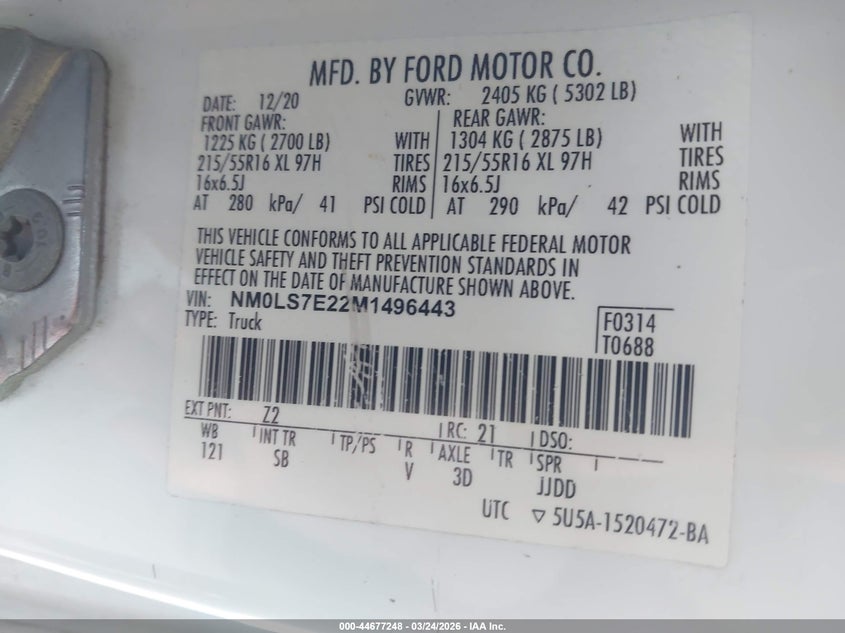 MFD. BY FORD MOTOR CO.
DATE: 12/20 GVWR: 2405 KG ( 5302 LB)
FRONT GAWR: REAR GAWR:
1225 KG ( 2700 LB) WITH 1304 KG ( 2875 LB) WITH
215/55R16 XL 97H TIRES 215/55R16 XL 97H TIRES
16x6.5J RIMS 16x6.5J RIMS
AT 280 kPa/ 41 PSI COLD AT 290 kPa/ 42 PSI COLD
THIS VEHICLE CONFORMS TO ALL APPLICABLE FEDERAL MOTOR
VEHICLE SAFETY AND THEFT PREVENTION STANDARDS IN
EFFECT ON THE DATE OF MANUFACTURE SHOWN ABOVE.
VIN: NM0LS7E22M1496443
TYPE: Truck
F0314
T0688
EXT PNT: Z2 RC: 21 DSO:
WB INT TR TP/PS R AXLE TR SPR
121 SB V 3D JJDD
UTC ▽ 5U5A-1520472-BA
000-44677248 - 03/24/2026 - IAA Inc.